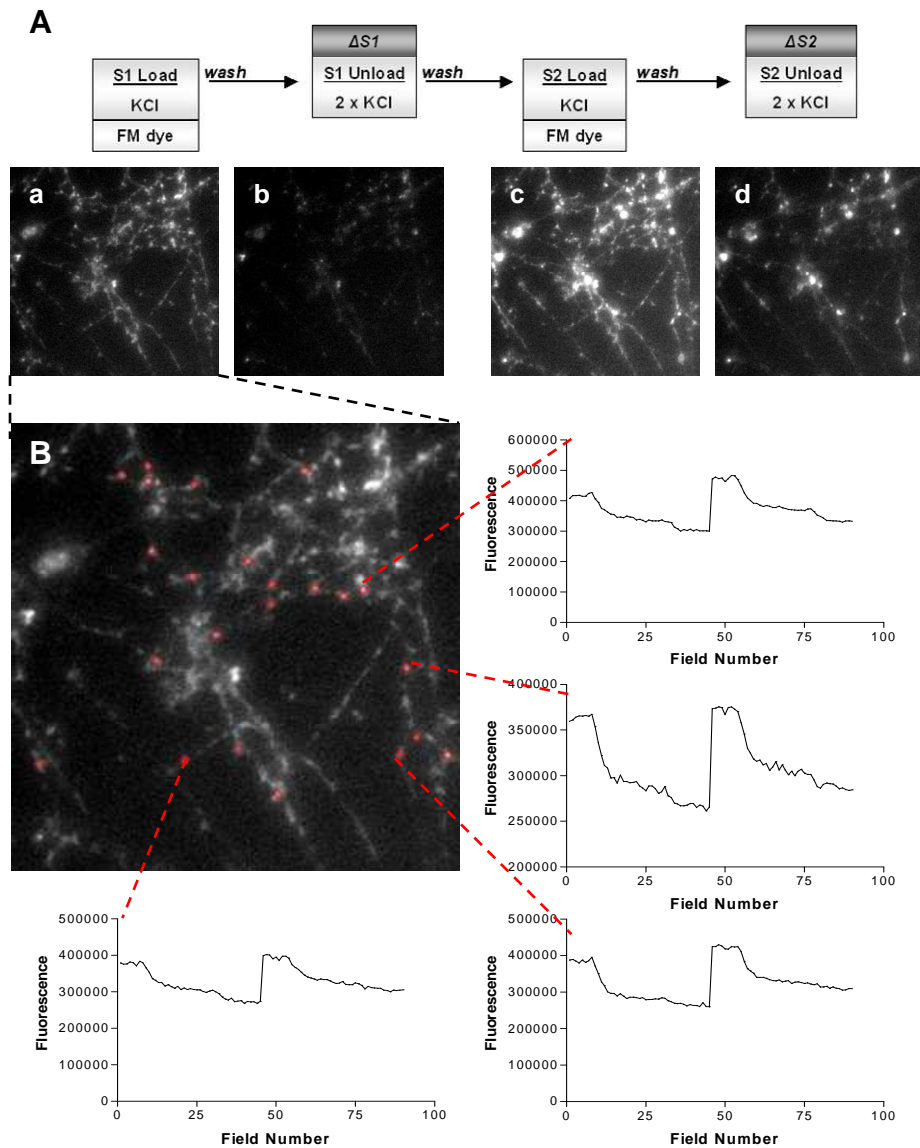 A
S1 Load
KCl
FM dye
wash
ΔS1
S1 Unload
2 x KCl
wash
S2 Load
KCl
FM dye
wash
ΔS2
S2 Unload
2 x KCl
a
b
c
d
B
Fluorescence
600000
500000
400000
300000
200000
100000
0
0 25 50 75 100
Field Number
Fluorescence
400000
350000
300000
250000
200000
0 25 50 75 100
Field Number
Fluorescence
500000
400000
300000
200000
100000
0
0 25 50 75 100
Field Number
Fluorescence
500000
400000
300000
200000
100000
0
0 25 50 75 100
Field Number